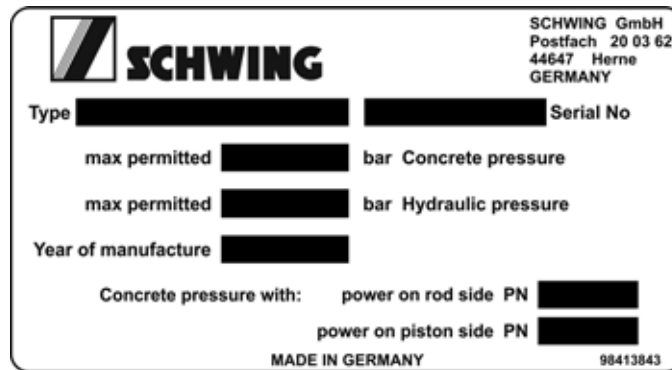 SCHWING
SCHWING GmbH
Postfach 20 03 62
44647 Herne
GERMANY
Type Serial No
max permitted bar Concrete pressure
max permitted bar Hydraulic pressure
Year of manufacture
Concrete pressure with: power on rod side PN
power on piston side PN
MADE IN GERMANY 98413843